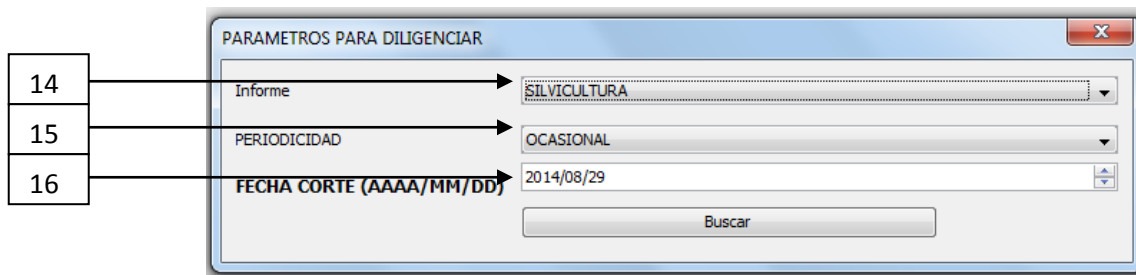 PARAMETROS PARA DILIGENCIAR
14 Informe SILVICULTURA
15 PERIODICIDAD OCASIONAL
16 FECHA CORTE (AAAA/MM/DD) 2014/08/29
Buscar